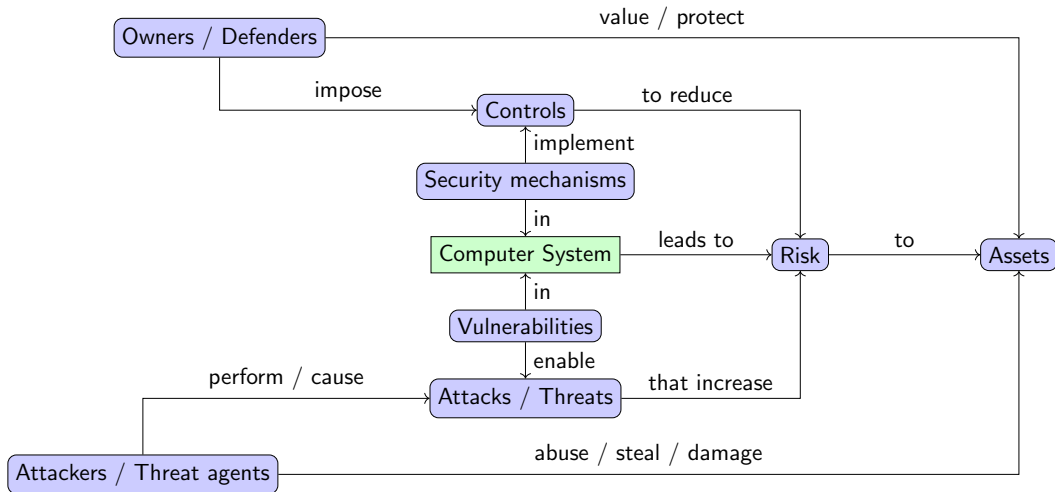 value / protect
Owners / Defenders
impose
Controls
to reduce
implement
Security mechanisms
in
Computer System
leads to
Risk
to
Assets
in
Vulnerabilities
enable
perform / cause
Attacks / Threats
that increase
Attackers / Threat agents
abuse / steal / damage